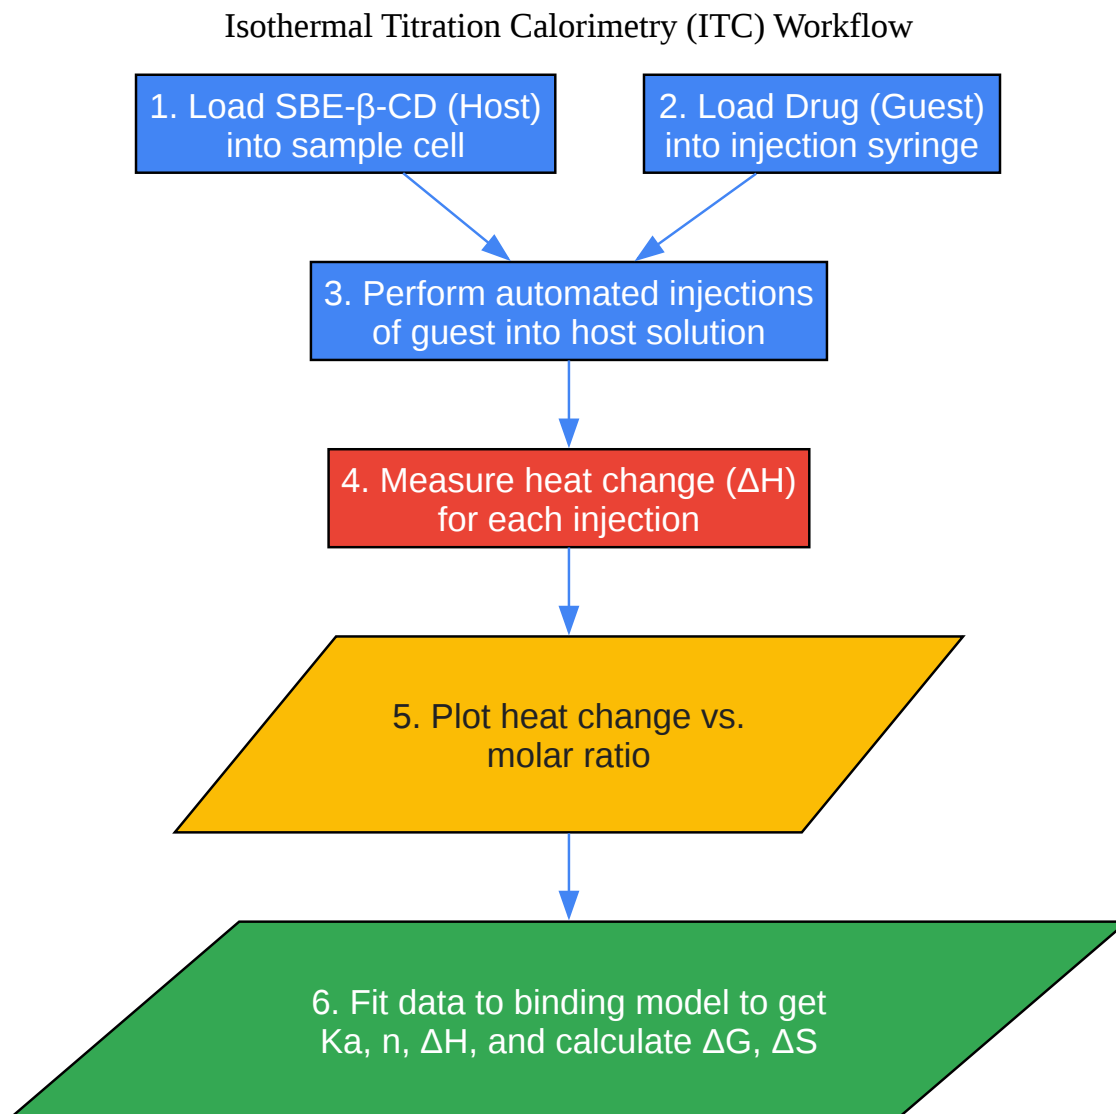 Isothermal Titration Calorimetry (ITC) Workflow
1. Load SBE-β-CD (Host)
into sample cell
2. Load Drug (Guest)
into injection syringe
3. Perform automated injections
of guest into host solution
4. Measure heat change (ΔH)
for each injection
5. Plot heat change vs.
molar ratio
6. Fit data to binding model to get
Ka, n, ΔH, and calculate ΔG, ΔS